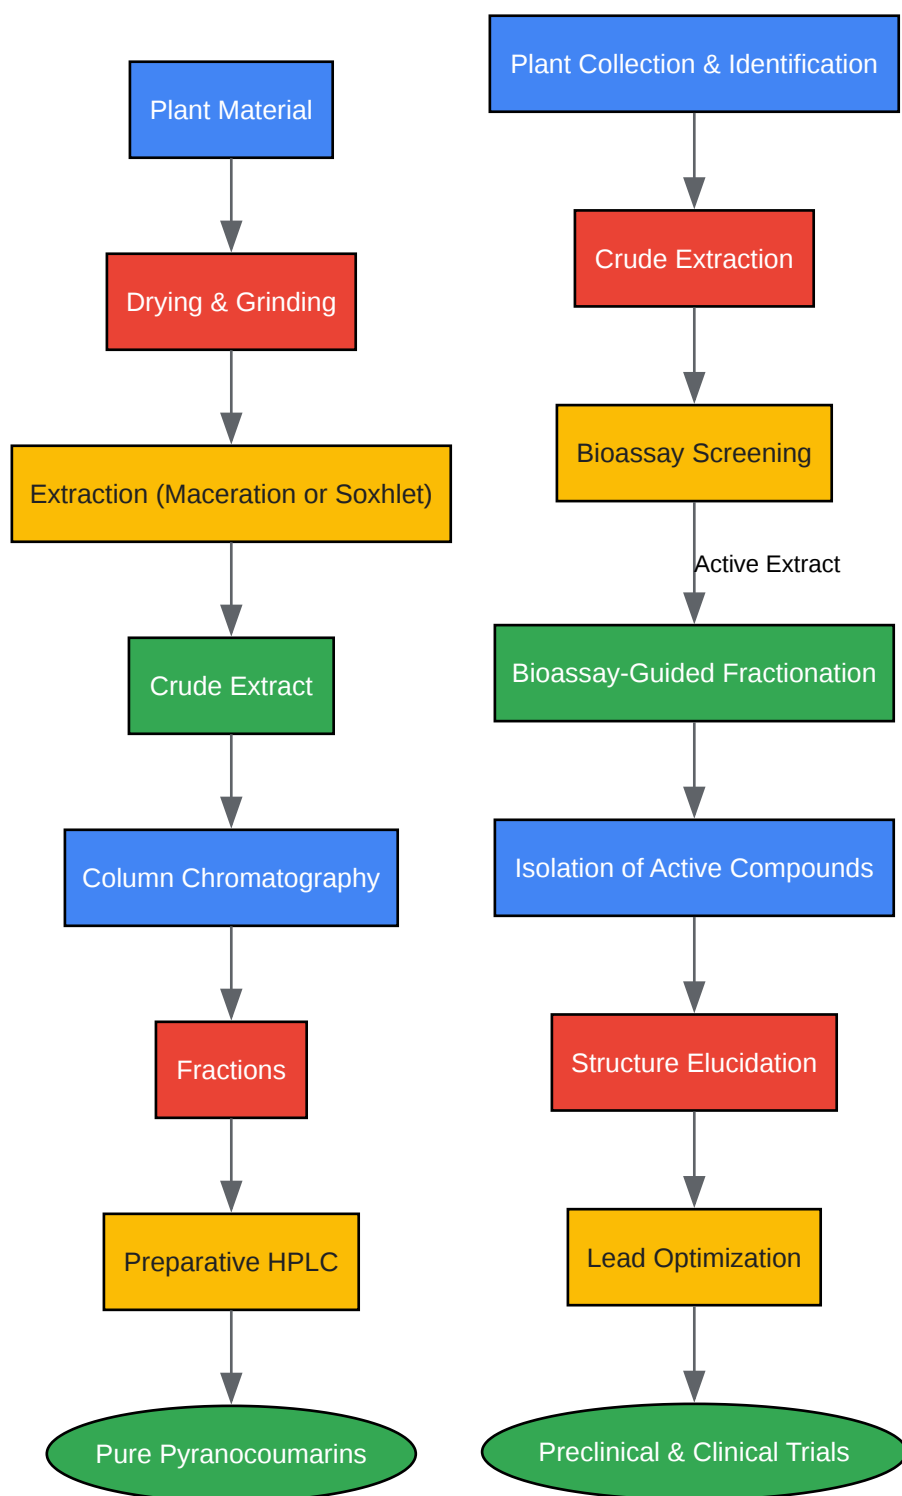 Plant Material
Drying & Grinding
Extraction (Maceration or Soxhlet)
Crude Extract
Column Chromatography
Fractions
Preparative HPLC
Pure Pyranocoumarins
Plant Collection & Identification
Crude Extraction
Bioassay Screening
Active Extract
Bioassay-Guided Fractionation
Isolation of Active Compounds
Structure Elucidation
Lead Optimization
Preclinical & Clinical Trials